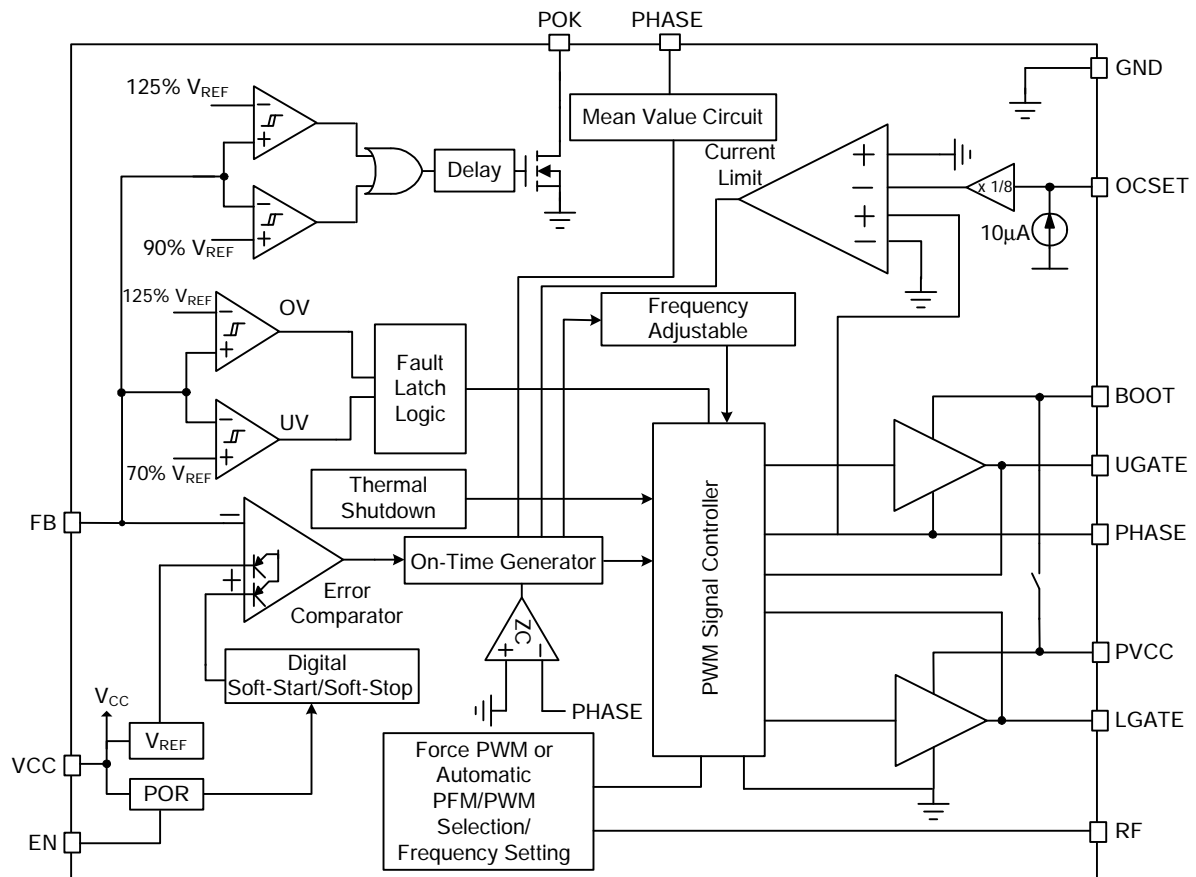 POK
PHASE
GND
125% VREF
−
+
Mean Value Circuit
Current
Limit
+
−
+
−
x 1/8
OCSET
Delay
10µA
−
+
90% VREF
125% VREF
−
+
OV
Frequency
Adjustable
Fault
Latch
Logic
BOOT
−
+
UV
70% VREF
UGATE
Thermal
Shutdown
FB
−
+
PHASE
On-Time Generator
Error
Comparator
PWM Signal Controller
ZC
+
−
Digital
Soft-Start/Soft-Stop
PVCC
VCC
PHASE
LGATE
VREF
VCC
Force PWM or
Automatic
PFM/PWM
Selection/
Frequency Setting
POR
EN
RF